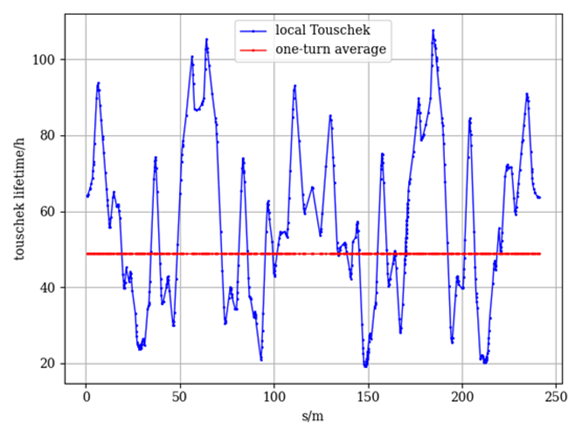 local Touschek
one-turn average
touschek lifetime/h
100
80
60
40
20
0 50 100 150 200 250
s/m